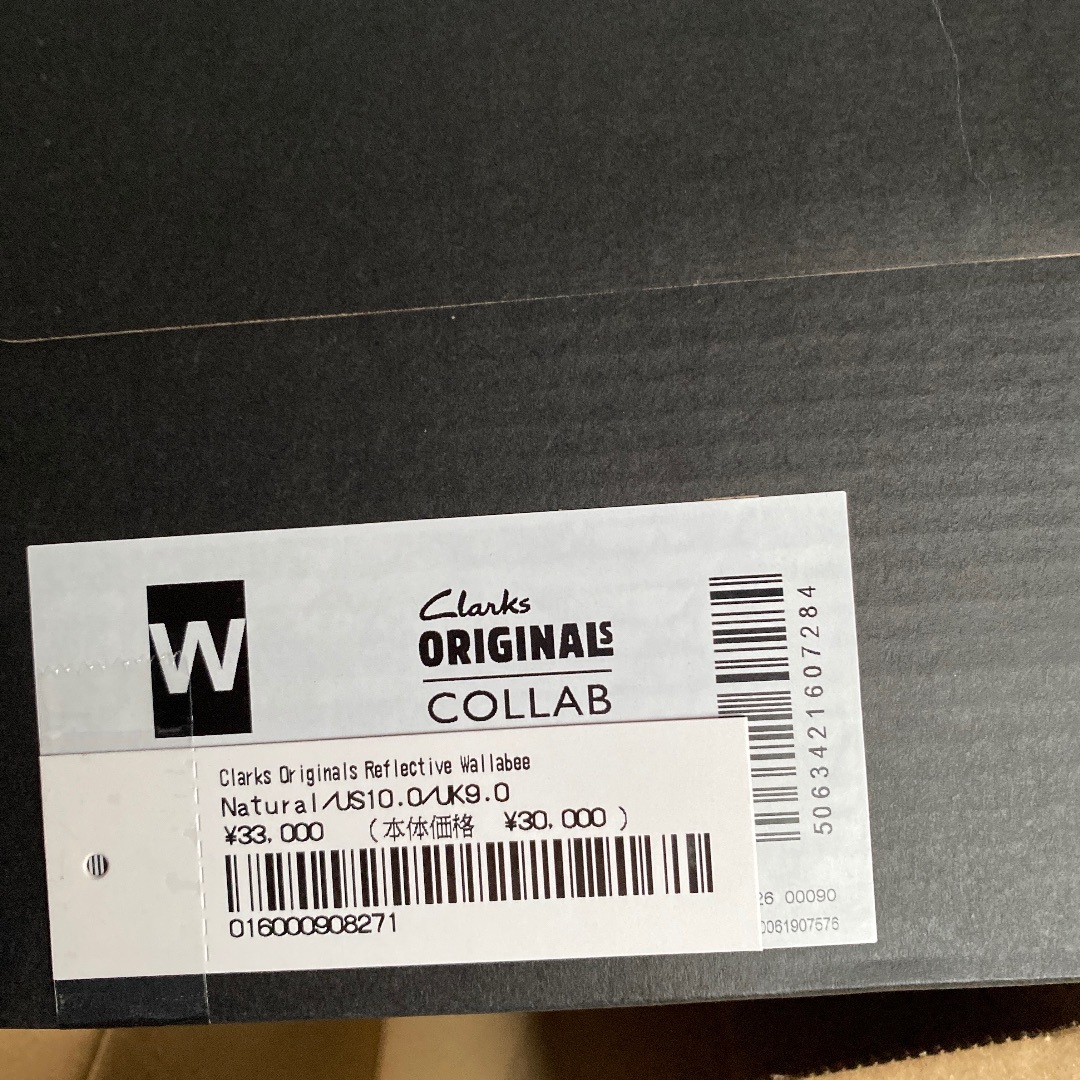 W
Clarks
ORIGINALS
COLLAB
5063421607284
Clarks Originals Reflective Wallabee
Natural/US10.0/UK9.0
¥33,000 (本体価格 ¥30,000 )
016000908271
26 00090
0061907576